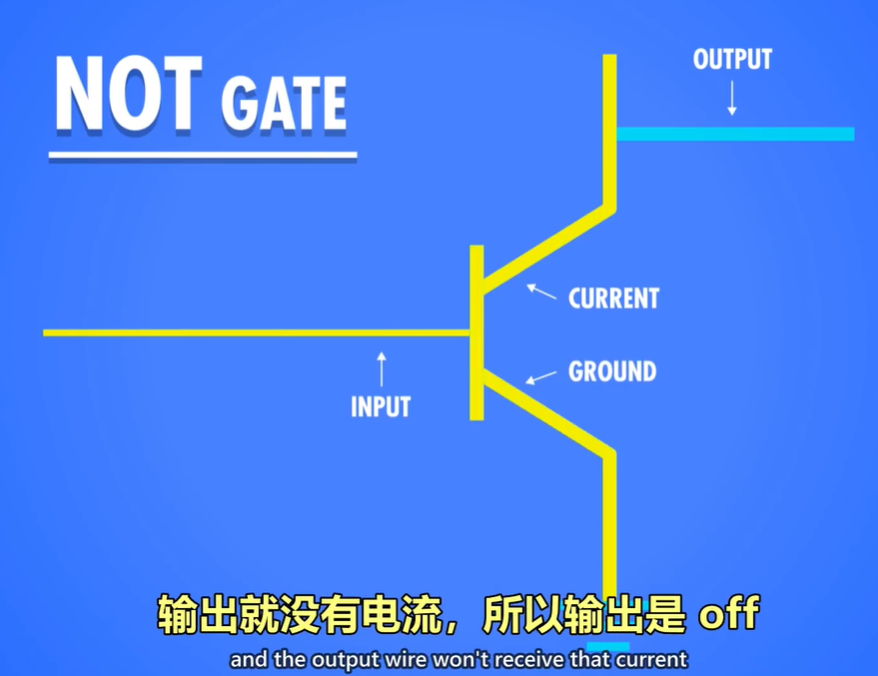 NOT GATE
OUTPUT
CURRENT
GROUND
INPUT
输出就没有电流，所以输出是 off
and the output wire won't receive that current